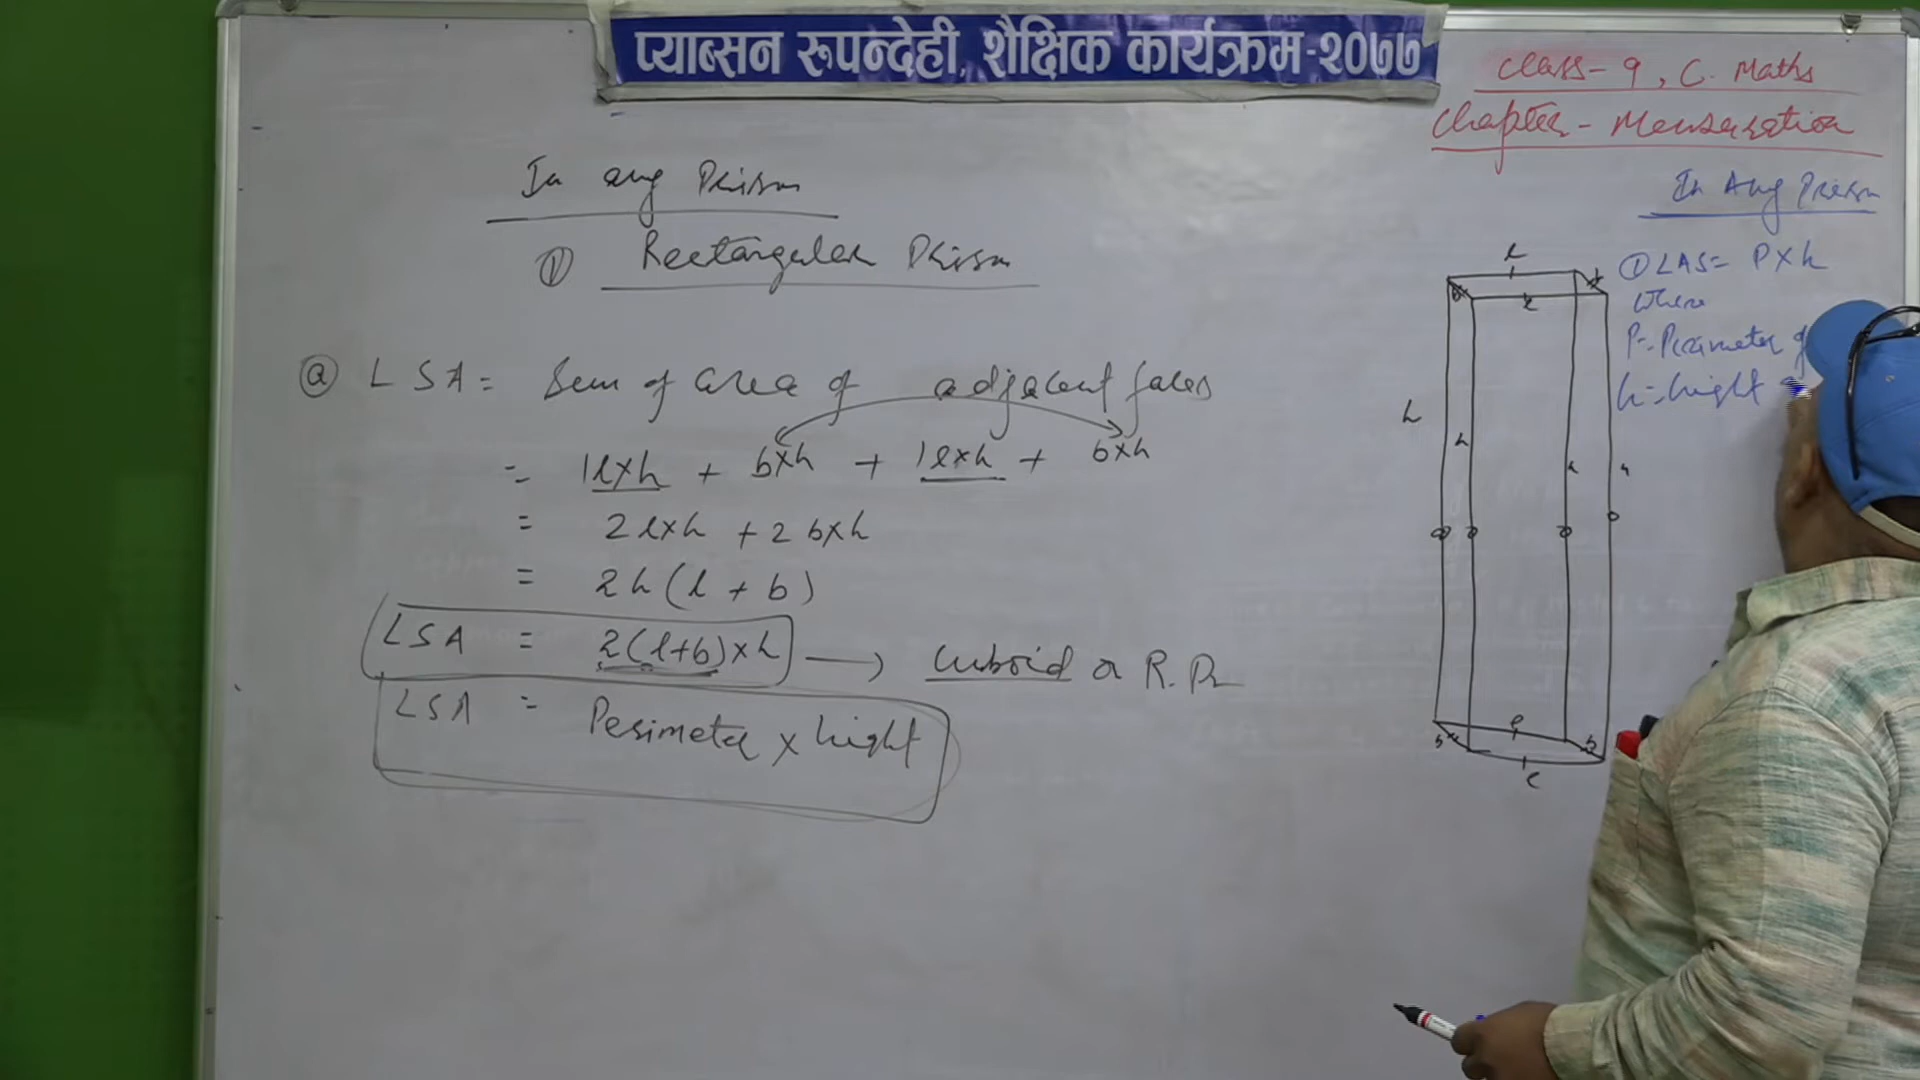 प्याब्सन रूपन्देही, शैक्षिक कार्यक्रम-२०७७
Class - 9, C. Maths
Chapter - Mensuration
In any Prism
① Rectangular Prism
ⓐ LSA = Sum of area of adjacent faces
= l×h + b×h + l×h + b×h
= 2l×h + 2b×h
= 2h(l + b)
LSA = 2(l+b)×h → Cuboid or R.Pr
LSA = Perimeter × hight
In Any Prism
① LAS = P×h
Where
P = Perimeter of
h = hight
l
b
l
h
h
h
h
l
b
b
l